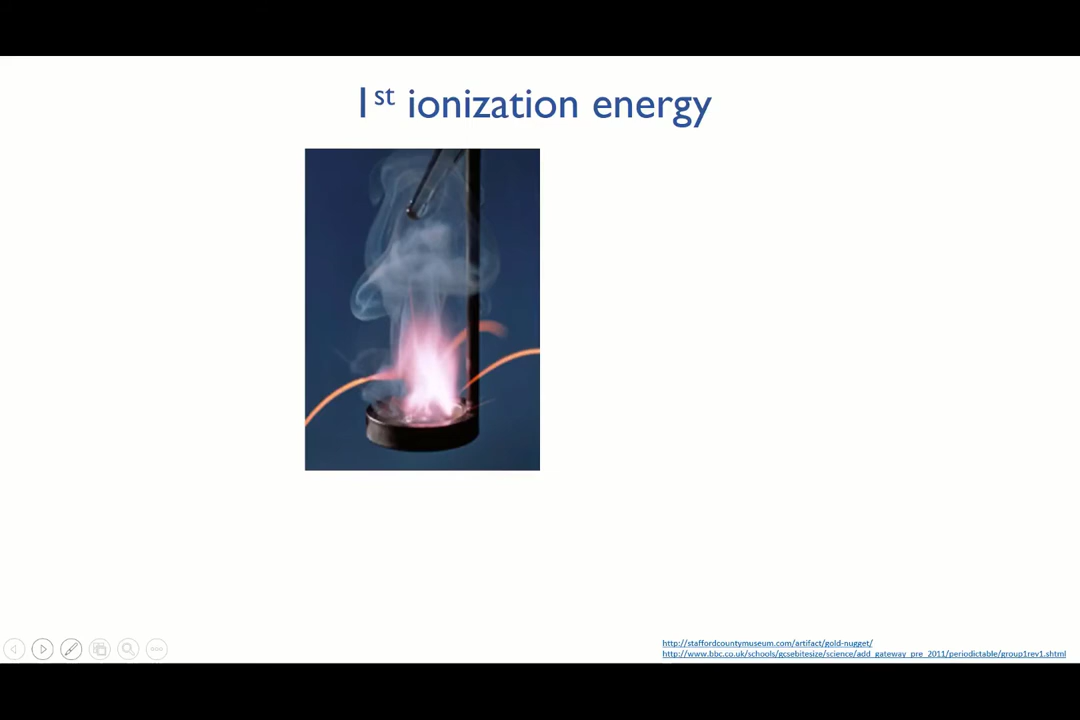 1st ionization energy
http://staffordcountymuseum.com/artifact/gold-nugget/
http://www.bbc.co.uk/schools/gcsebitesize/science/add_gateway_pre_2011/periodictable/group1rev1.shtml